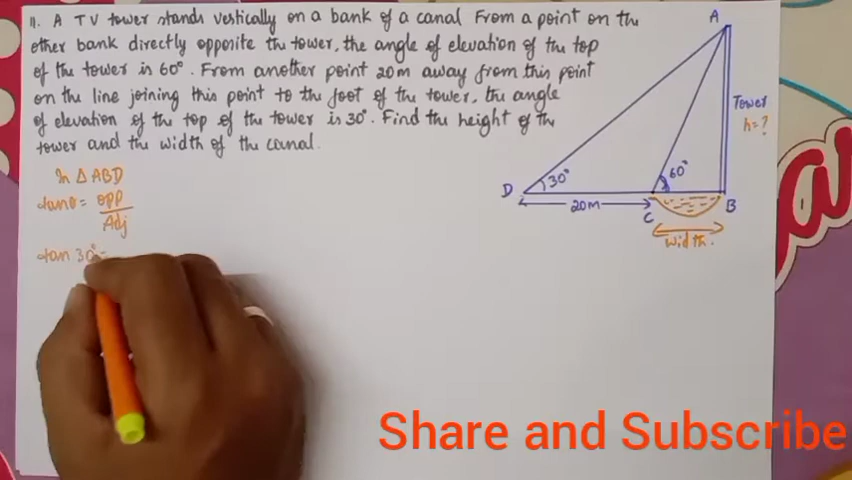 11. A TV tower stands vertically on a bank of a canal From a point on the
other bank directly opposite the tower, the angle of elevation of the top
of the tower is 60°. From another point 20m away from this point
on the line joining this point to the foot of the tower, the angle
of elevation of the top of the tower is 30°. Find the height of the
tower and the width of the canal.
In △ ABD
tanθ = opp
Adj
tan 30° =
A
Tower
h=?
D
30°
60°
20m
C
B
width.
Share and Subscribe